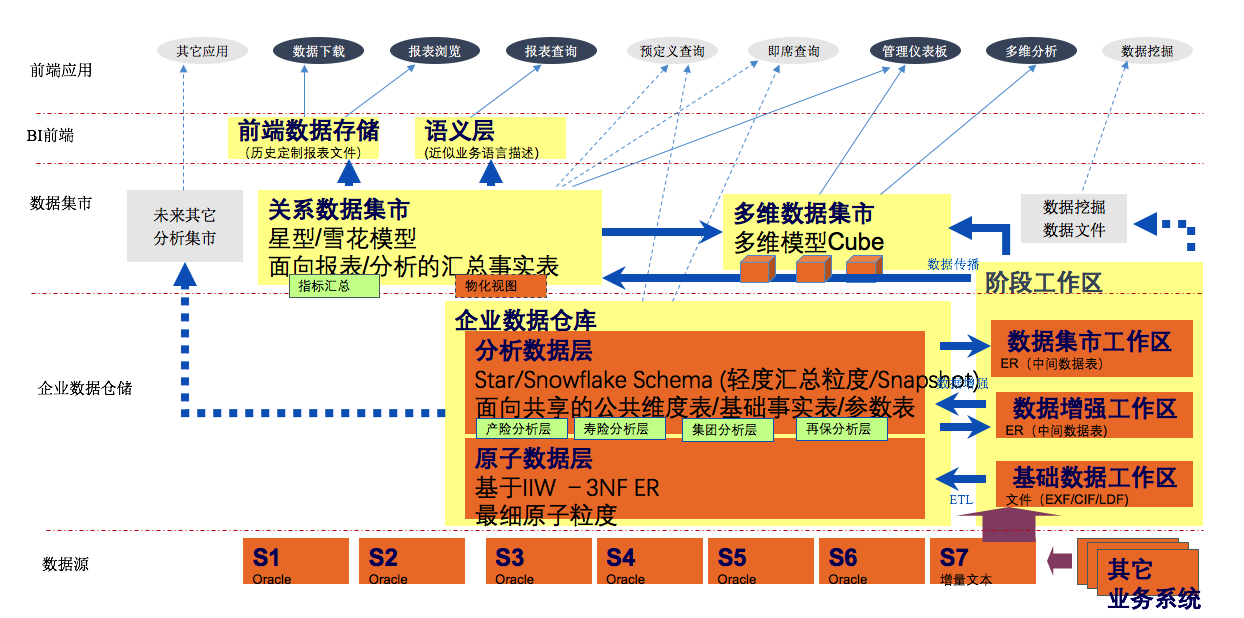 其它应用
数据下载
报表浏览
报表查询
预定义查询
即席查询
管理仪表板
多维分析
数据挖掘
前端应用
BI前端
前端数据存储
(历史定制报表文件)
语义层
(近似业务语言描述)
数据集市
未来其它
分析集市
关系数据集市
星型/雪花模型
面向报表/分析的汇总事实表
指标汇总
物化视图
多维数据集市
多维模型Cube
数据挖掘
数据文件
数据传播
阶段工作区
企业数据仓储
企业数据仓库
分析数据层
Star/Snowflake Schema (轻度汇总粒度/Snapshot)
面向共享的公共维度表/基础事实表/参数表
产险分析层
寿险分析层
集团分析层
再保分析层
原子数据层
基于IIW －3NF ER
最细原子粒度
数据集市工作区
ER（中间数据表）
数据增强
数据增强工作区
ER（中间数据表)
基础数据工作区
文件（EXF/CIF/LDF)
ETL
数据源
S1
Oracle
S2
Oracle
S3
Oracle
S4
Oracle
S5
Oracle
S6
Oracle
S7
增量文本
其它
业务系统